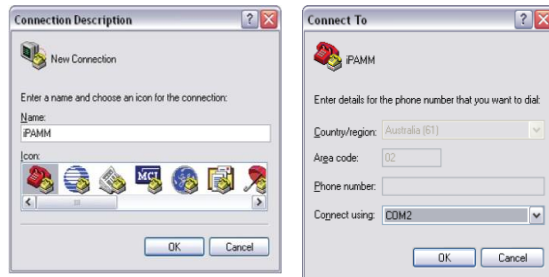 Connection Description
New Connection
Enter a name and choose an icon for the connection:
Name:
iPAMM
Icon:
MCI
OK
Cancel
Connect To
iPAMM
Enter details for the phone number that you want to dial:
Country/region: Australia (61)
Area code: 02
Phone number:
Connect using: COM2
OK
Cancel